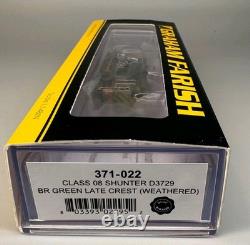 GRAHAM FARISH
371-022
CLASS 08 SHUNTER D3729
BR GREEN LATE CREST (WEATHERED)